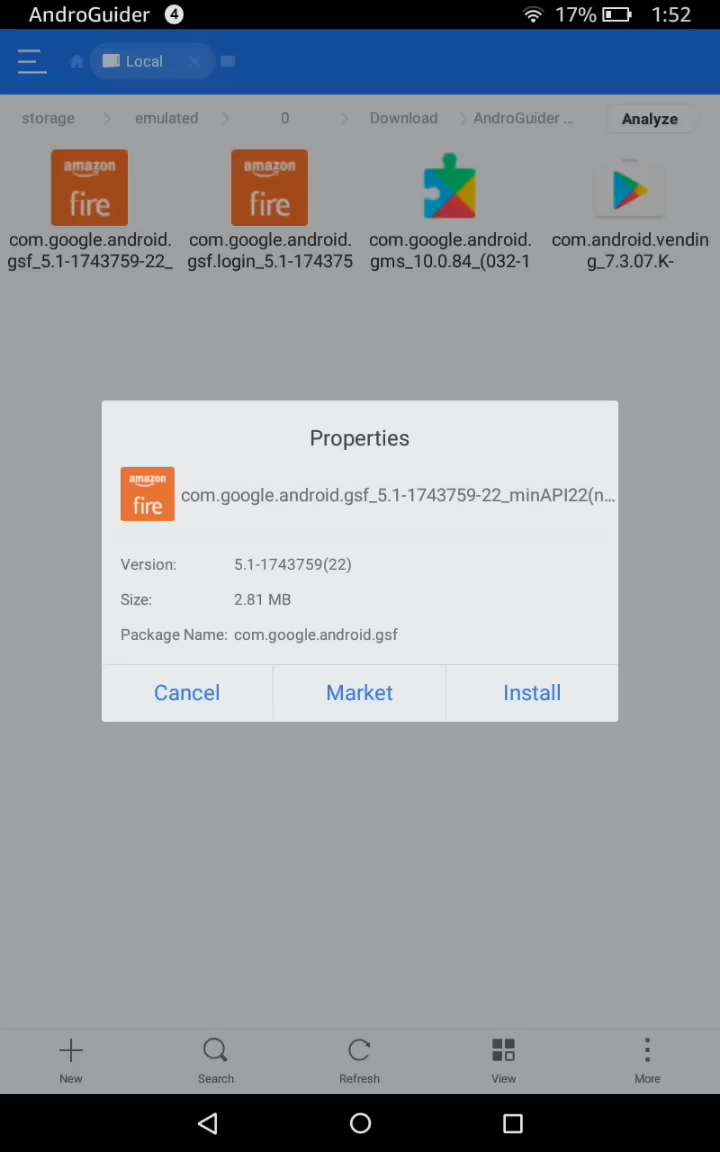 AndroGuider 4 17% 1:52
Local
storage emulated 0 Download AndroGuider ... Analyze
amazon fire amazon fire
com.google.android. com.google.android. com.google.android. com.android.vendin
gsf_5.1-1743759-22_ gsf.login_5.1-174375 gms_10.0.84_(032-1 g_7.3.07.K-
Properties
amazon
fire
com.google.android.gsf_5.1-1743759-22_minAPI22(n...
Version: 5.1-1743759(22)
Size: 2.81 MB
Package Name: com.google.android.gsf
Cancel Market Install
New Search Refresh View More